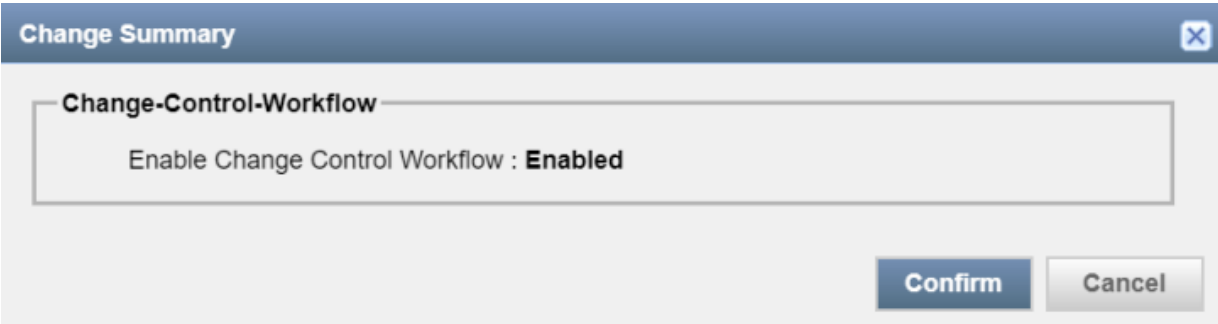 Change Summary
Change-Control-Workflow
Enable Change Control Workflow : Enabled
Confirm Cancel